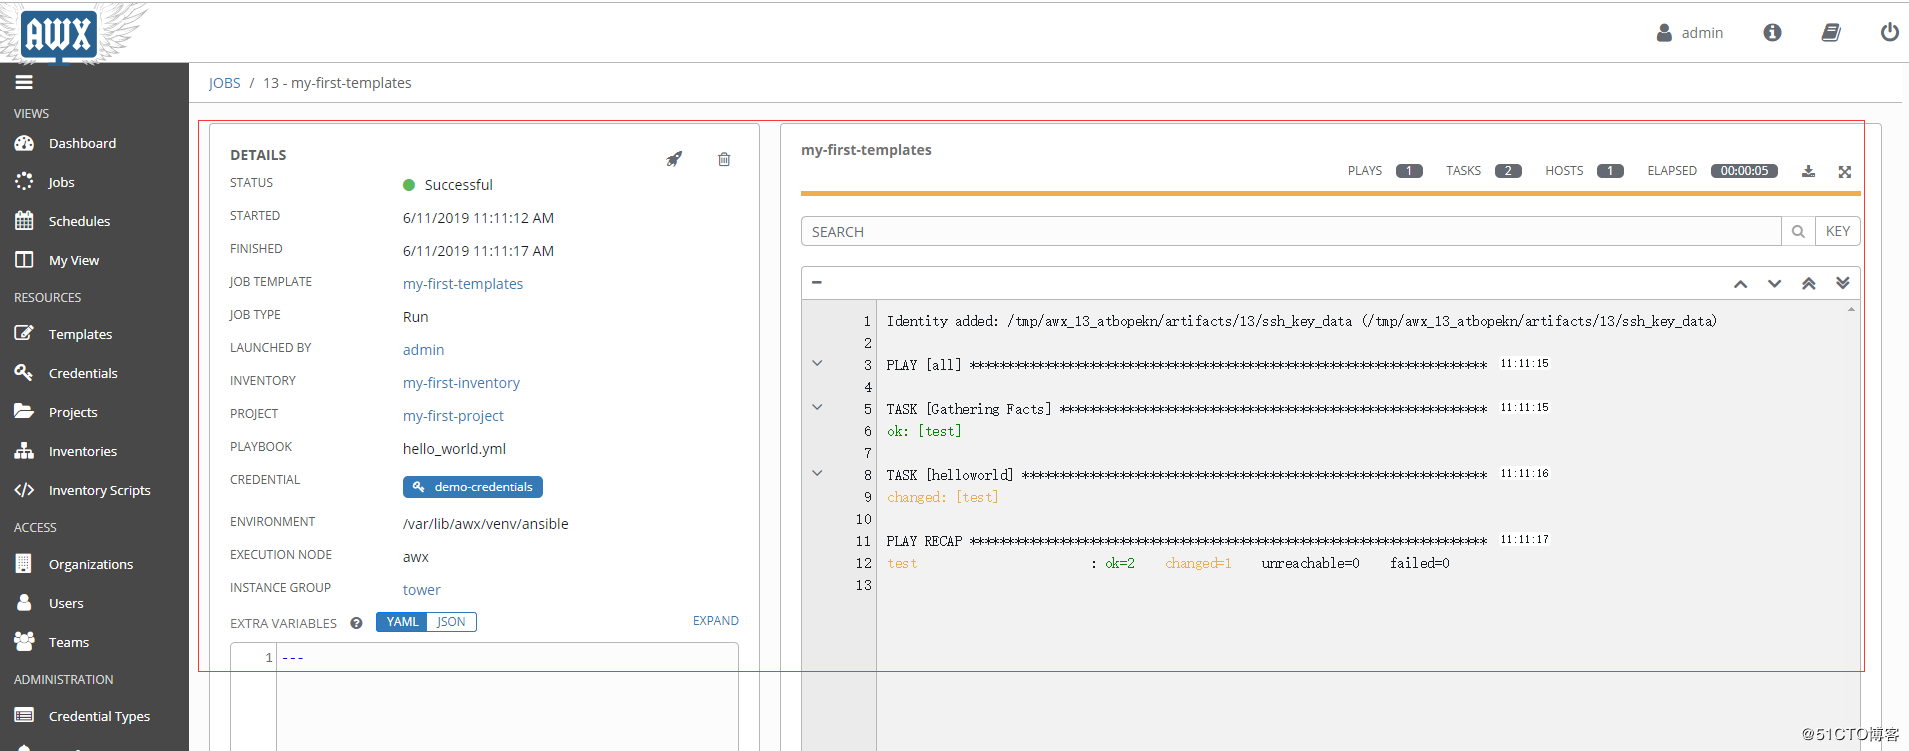 AWX
admin
JOBS / 13 - my-first-templates
VIEWS
Dashboard
Jobs
Schedules
My View
RESOURCES
Templates
Credentials
Projects
Inventories
Inventory Scripts
ACCESS
Organizations
Users
Teams
ADMINISTRATION
Credential Types
DETAILS
STATUS Successful
STARTED 6/11/2019 11:11:12 AM
FINISHED 6/11/2019 11:11:17 AM
JOB TEMPLATE my-first-templates
JOB TYPE Run
LAUNCHED BY admin
INVENTORY my-first-inventory
PROJECT my-first-project
PLAYBOOK hello_world.yml
CREDENTIAL demo-credentials
ENVIRONMENT /var/lib/awx/venv/ansible
EXECUTION NODE awx
INSTANCE GROUP tower
EXTRA VARIABLES ? YAML JSON EXPAND
1 ---
my-first-templates
PLAYS 1 TASKS 2 HOSTS 1 ELAPSED 00:00:05
SEARCH KEY
1 Identity added: /tmp/awx_13_atbopekn/artifacts/13/ssh_key_data (/tmp/awx_13_atbopekn/artifacts/13/ssh_key_data)
2
3 PLAY [all] ********************************************************************* 11:11:15
4
5 TASK [Gathering Facts] ********************************************************* 11:11:15
6 ok: [test]
7
8 TASK [helloworld] ************************************************************** 11:11:16
9 changed: [test]
10
11 PLAY RECAP ********************************************************************* 11:11:17
12 test : ok=2 changed=1 unreachable=0 failed=0
13
@51CTO博客